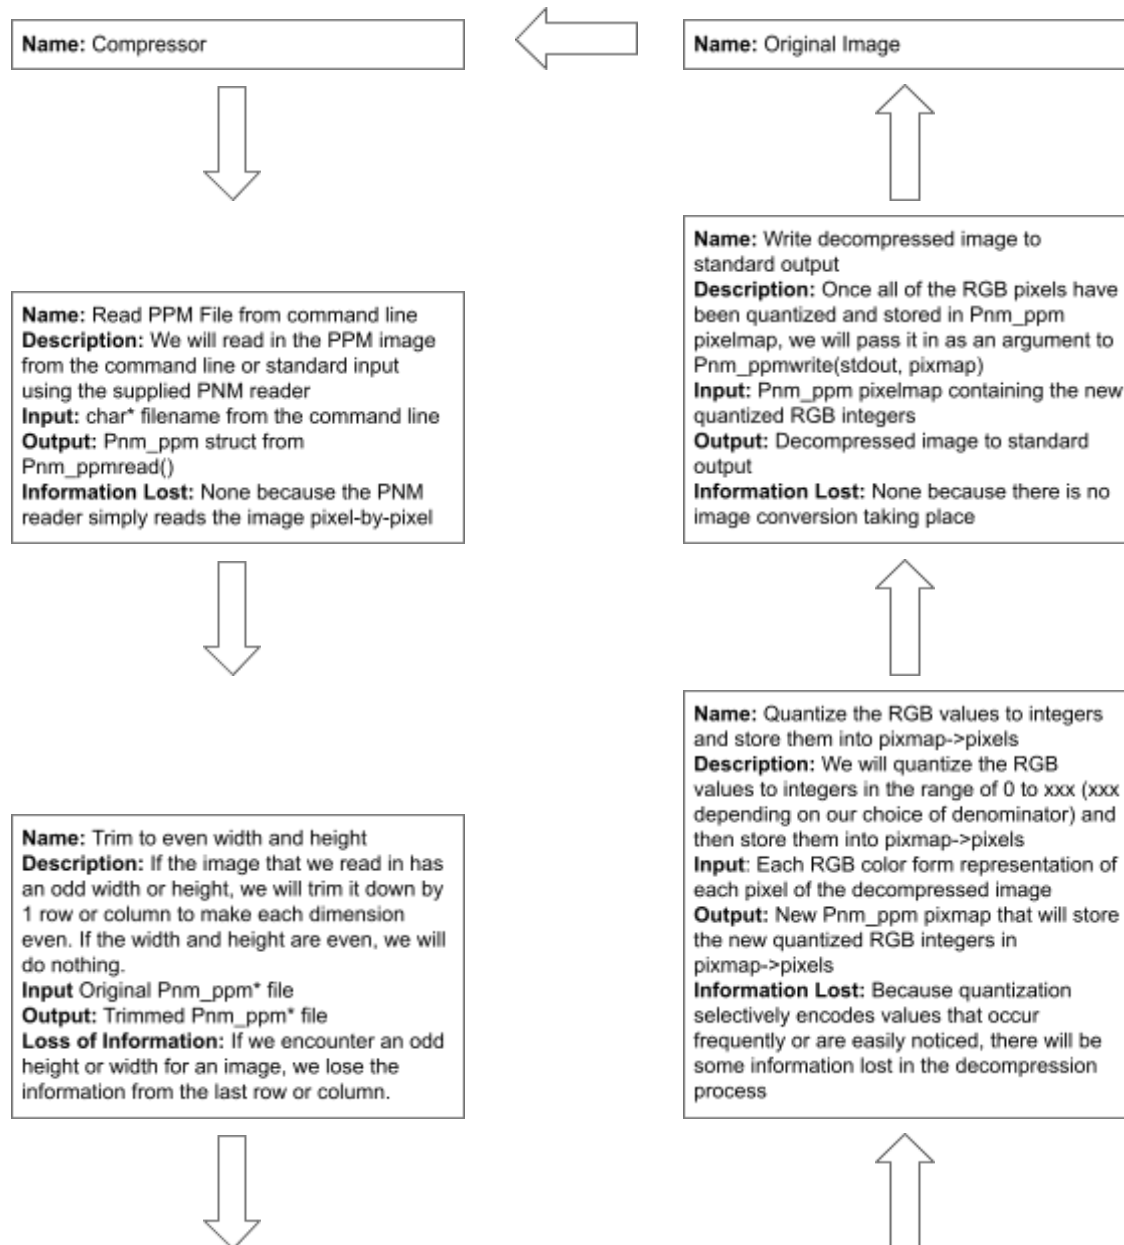 Name: Compressor
Name: Read PPM File from command line
Description: We will read in the PPM image
from the command line or standard input
using the supplied PNM reader
Input: char* filename from the command line
Output: Pnm_ppm struct from
Pnm_ppmread()
Information Lost: None because the PNM
reader simply reads the image pixel-by-pixel
Name: Trim to even width and height
Description: If the image that we read in has
an odd width or height, we will trim it down by
1 row or column to make each dimension
even. If the width and height are even, we will
do nothing.
Input Original Pnm_ppm* file
Output: Trimmed Pnm_ppm* file
Loss of Information: If we encounter an odd
height or width for an image, we lose the
information from the last row or column.
Name: Original Image
Name: Write decompressed image to
standard output
Description: Once all of the RGB pixels have
been quantized and stored in Pnm_ppm
pixelmap, we will pass it in as an argument to
Pnm_ppmwrite(stdout, pixmap)
Input: Pnm_ppm pixelmap containing the new
quantized RGB integers
Output: Decompressed image to standard
output
Information Lost: None because there is no
image conversion taking place
Name: Quantize the RGB values to integers
and store them into pixmap->pixels
Description: We will quantize the RGB
values to integers in the range of 0 to xxx (xxx
depending on our choice of denominator) and
then store them into pixmap->pixels
Input: Each RGB color form representation of
each pixel of the decompressed image
Output: New Pnm_ppm pixmap that will store
the new quantized RGB integers in
pixmap->pixels
Information Lost: Because quantization
selectively encodes values that occur
frequently or are easily noticed, there will be
some information lost in the decompression
process